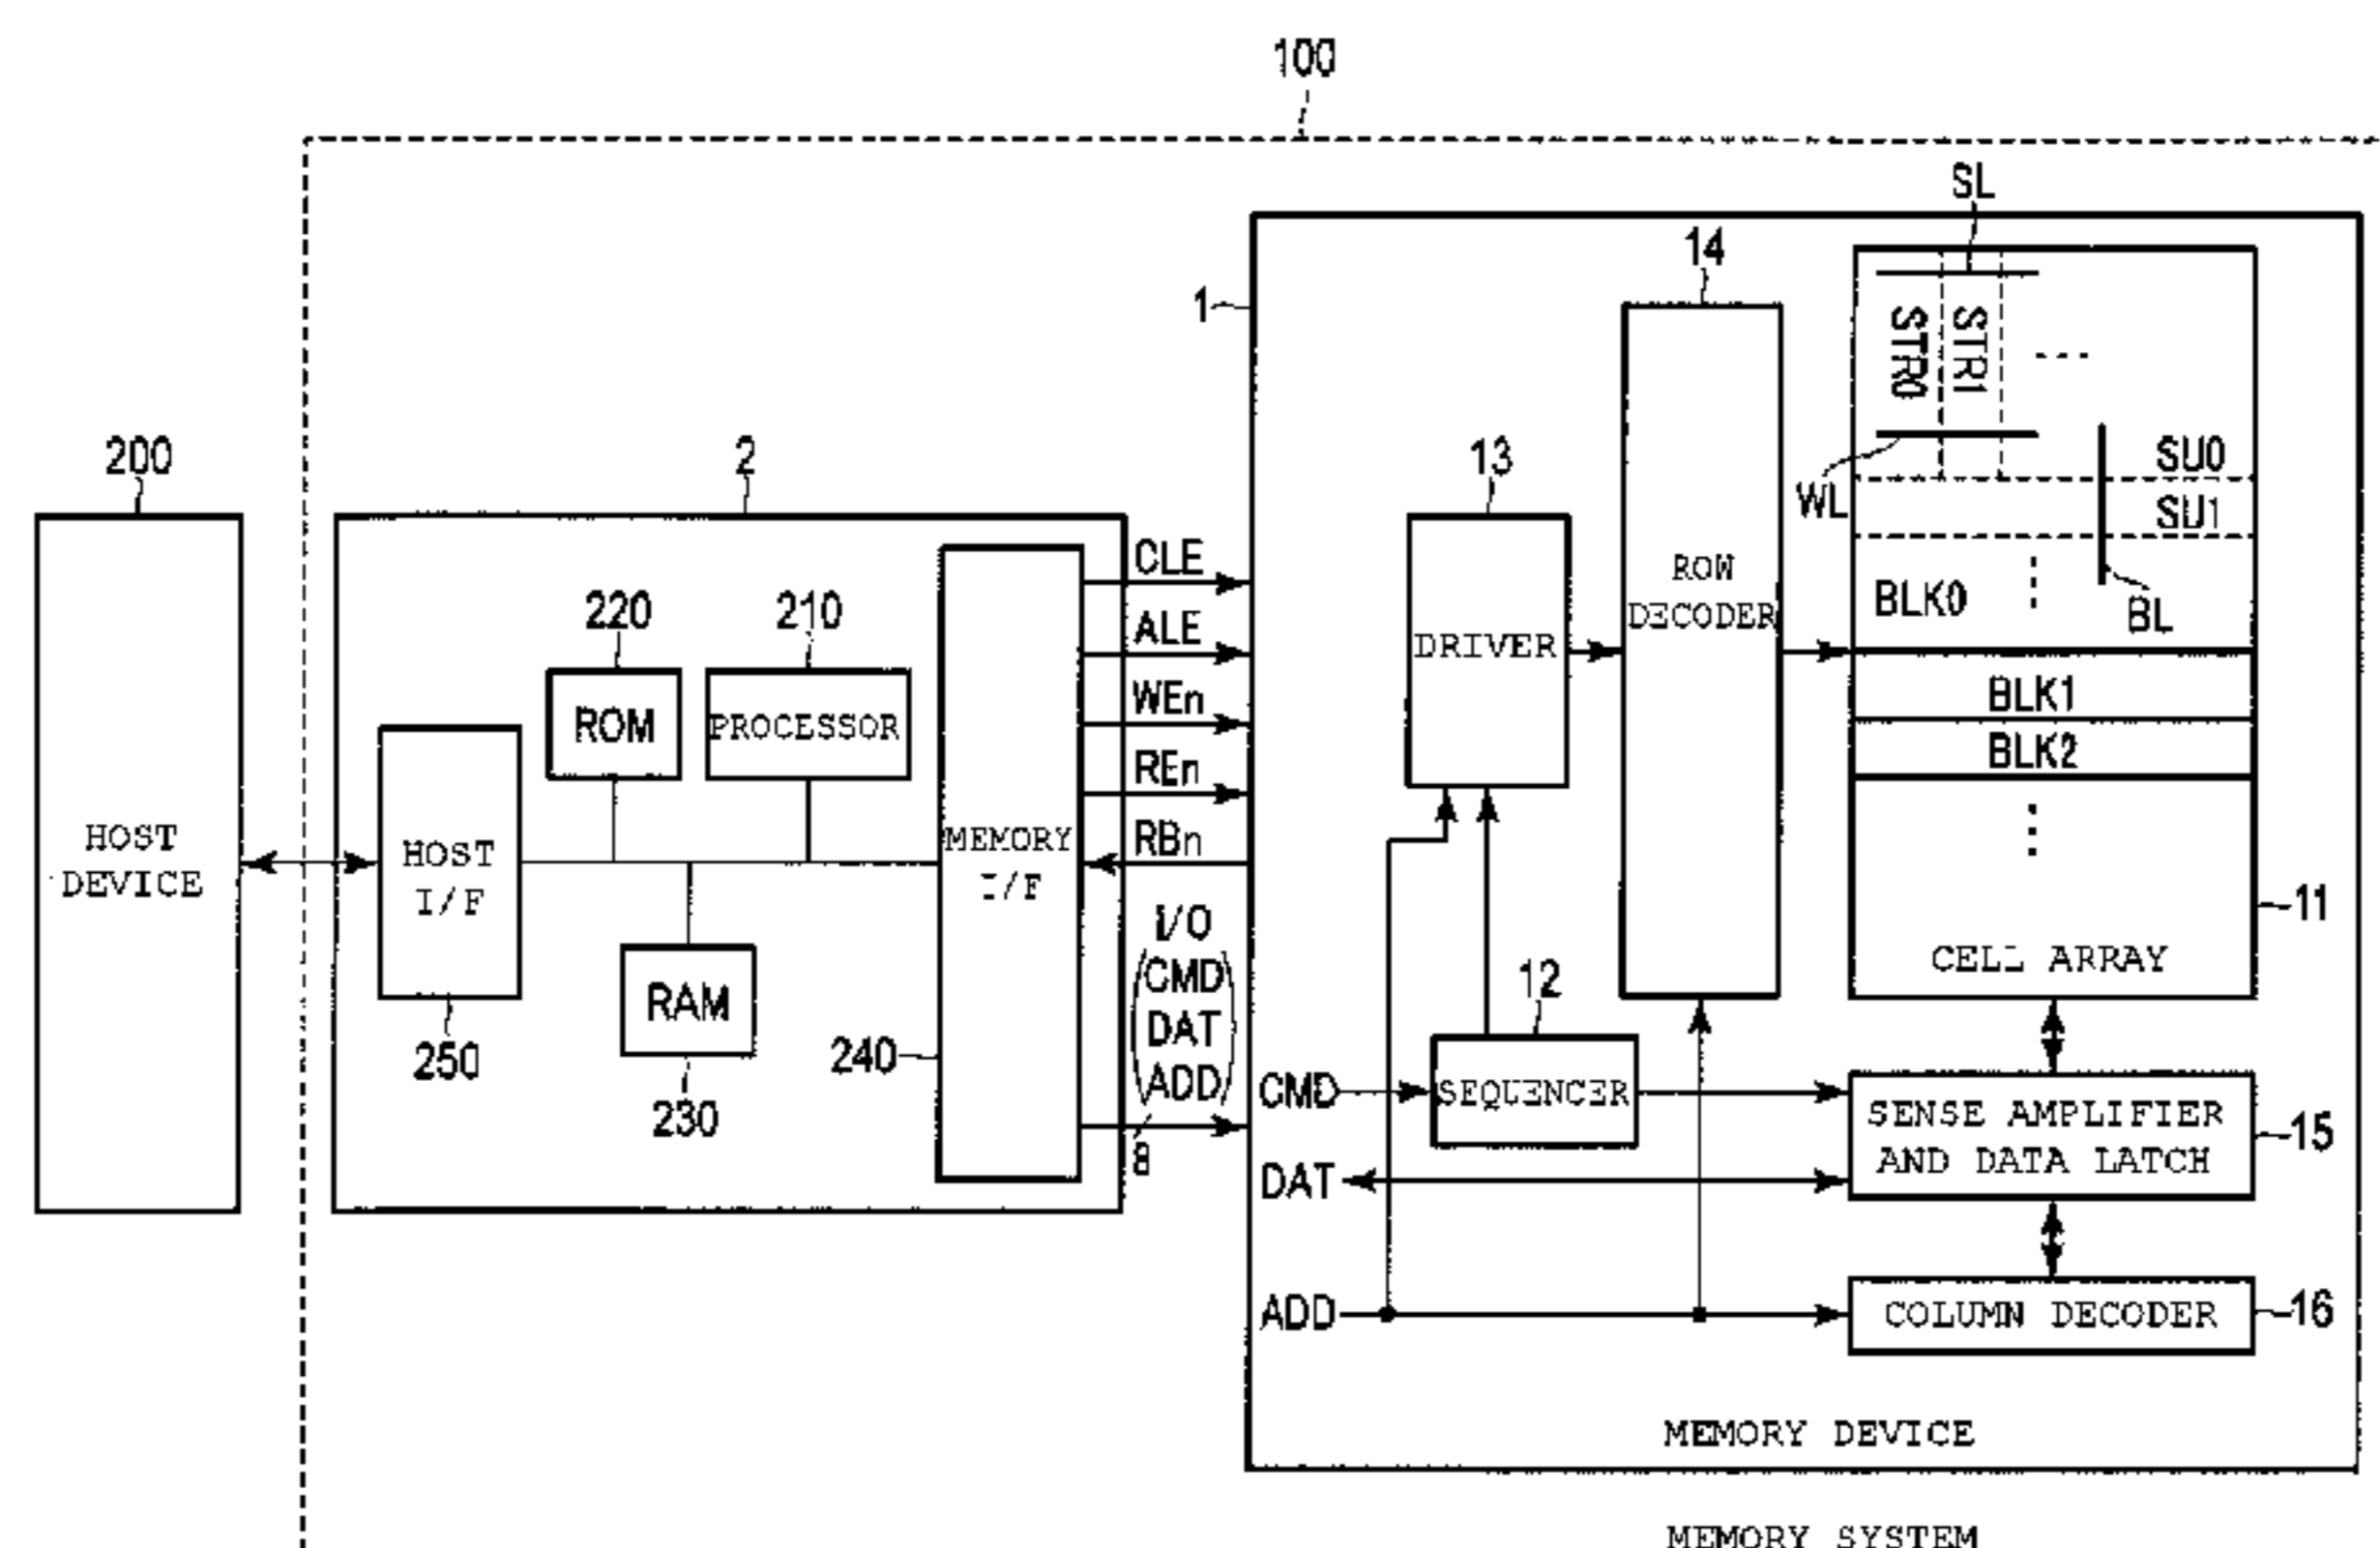 100
SL
14
1
STR0
STR1
200
2
13
WL
SU0
SU1
CLE
ROW
DECODER
BLK0
BL
220
210
ALE
DRIVER
ROM
PROCESSOR
WEn
BLK1
REn
BLK2
HOST
DEVICE
HOST
I/F
MEMORY
I/F
RBn
11
I/O
CMD
DAT
ADD
CELL ARRAY
12
RAM
250
240
230
8
CMD
SEQUENCER
SENSE AMPLIFIER
AND DATA LATCH
15
DAT
ADD
COLUMN DECODER
16
MEMORY DEVICE
MEMORY SYSTEM